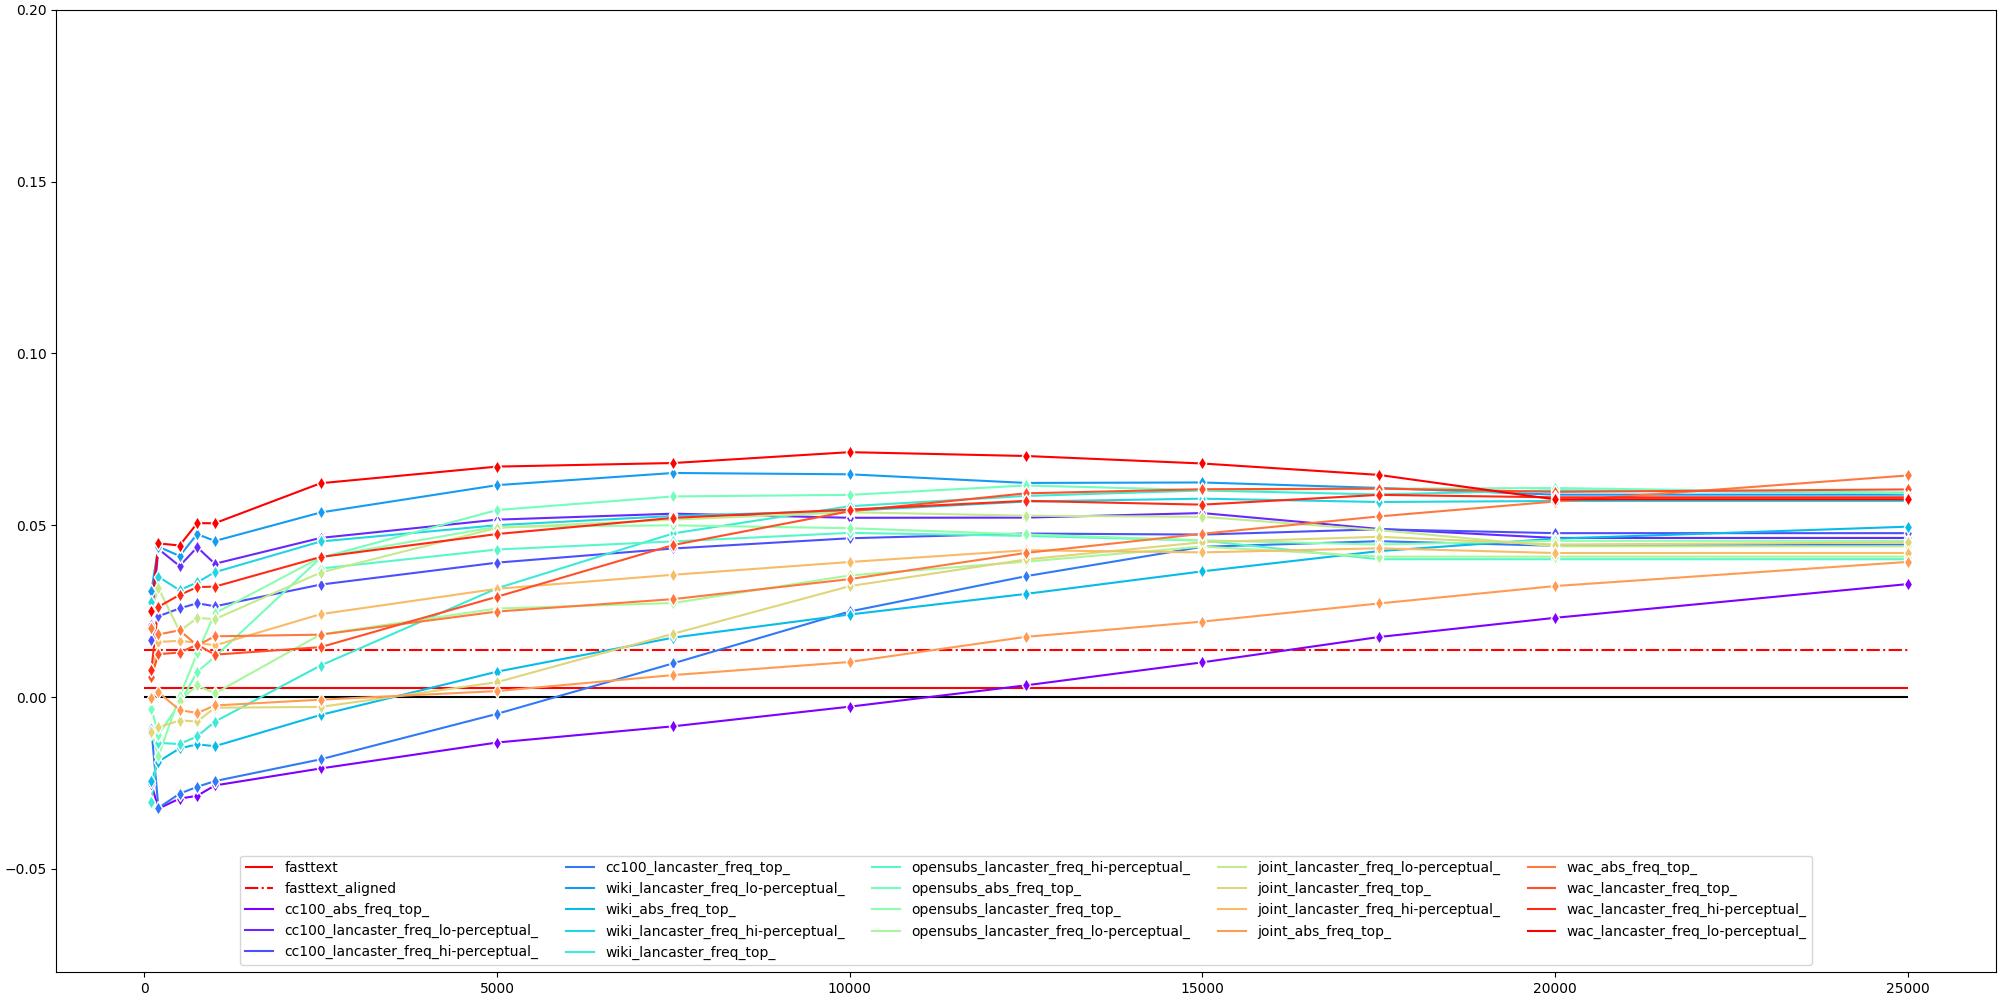 0.20
0.15
0.10
0.05
0.00
−0.05
fasttext
fasttext_aligned
cc100_abs_freq_top_
cc100_lancaster_freq_lo-perceptual_
cc100_lancaster_freq_hi-perceptual_
cc100_lancaster_freq_top_
wiki_lancaster_freq_lo-perceptual_
wiki_abs_freq_top_
wiki_lancaster_freq_hi-perceptual_
wiki_lancaster_freq_top_
opensubs_lancaster_freq_hi-perceptual_
opensubs_abs_freq_top_
opensubs_lancaster_freq_top_
opensubs_lancaster_freq_lo-perceptual_
joint_lancaster_freq_lo-perceptual_
joint_lancaster_freq_top_
joint_lancaster_freq_hi-perceptual_
joint_abs_freq_top_
wac_abs_freq_top_
wac_lancaster_freq_top_
wac_lancaster_freq_hi-perceptual_
wac_lancaster_freq_lo-perceptual_
0 5000 10000 15000 20000 25000